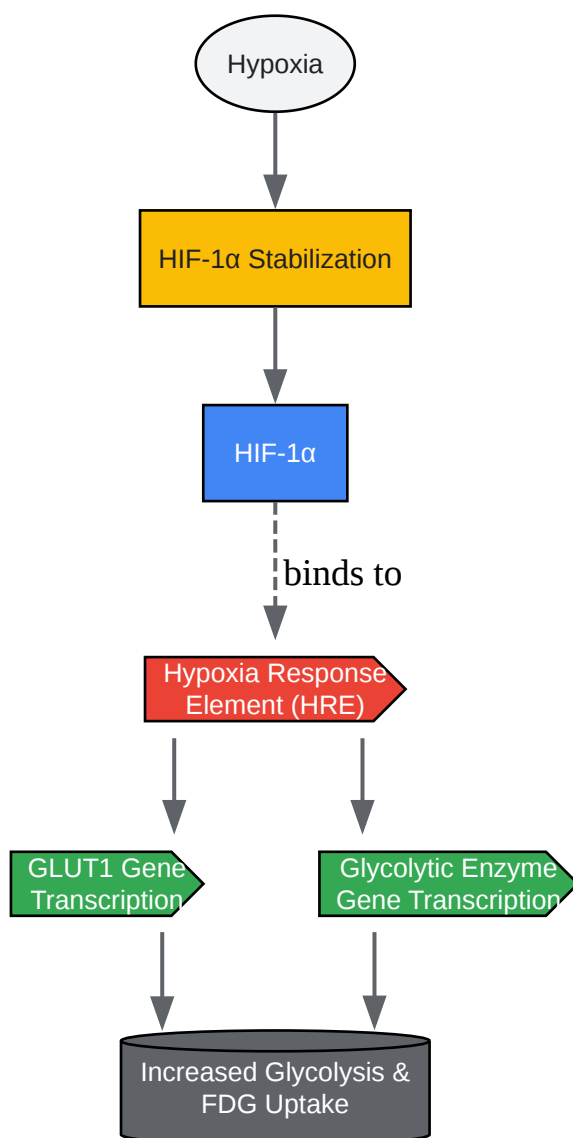 Hypoxia
HIF-1α Stabilization
HIF-1α
binds to
Hypoxia Response
Element (HRE)
GLUT1 Gene
Transcription
Glycolytic Enzyme
Gene Transcription
Increased Glycolysis &
FDG Uptake